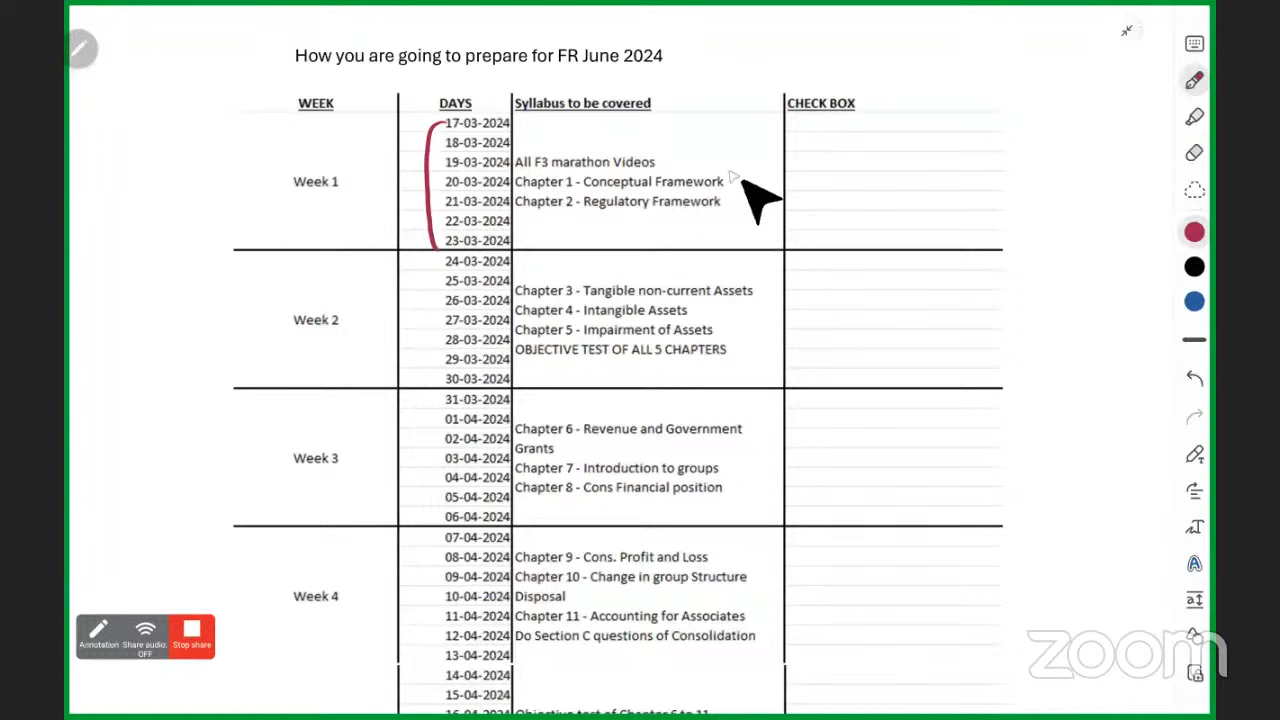 How you are going to prepare for FR June 2024
WEEK DAYS Syllabus to be covered CHECK BOX
17-03-2024
18-03-2024
19-03-2024 All F3 marathon Videos
Week 1 20-03-2024 Chapter 1 - Conceptual Framework
21-03-2024 Chapter 2 - Regulatory Framework
22-03-2024
23-03-2024
24-03-2024
25-03-2024
Chapter 3 - Tangible non-current Assets
26-03-2024
Chapter 4 - Intangible Assets
Week 2 27-03-2024
Chapter 5 - Impairment of Assets
28-03-2024
OBJECTIVE TEST OF ALL 5 CHAPTERS
29-03-2024
30-03-2024
31-03-2024
01-04-2024
Chapter 6 - Revenue and Government
02-04-2024
Grants
Week 3 03-04-2024
Chapter 7 - Introduction to groups
04-04-2024
Chapter 8 - Cons Financial position
05-04-2024
06-04-2024
07-04-2024
08-04-2024 Chapter 9 - Cons. Profit and Loss
09-04-2024 Chapter 10 - Change in group Structure
Week 4 10-04-2024 Disposal
11-04-2024 Chapter 11 - Accounting for Associates
12-04-2024 Do Section C questions of Consolidation
13-04-2024
14-04-2024
15-04-2024
16-04-2024 Objective test of Chapter 6 to 11
Annotation Share audio: OFF Stop share
zoom